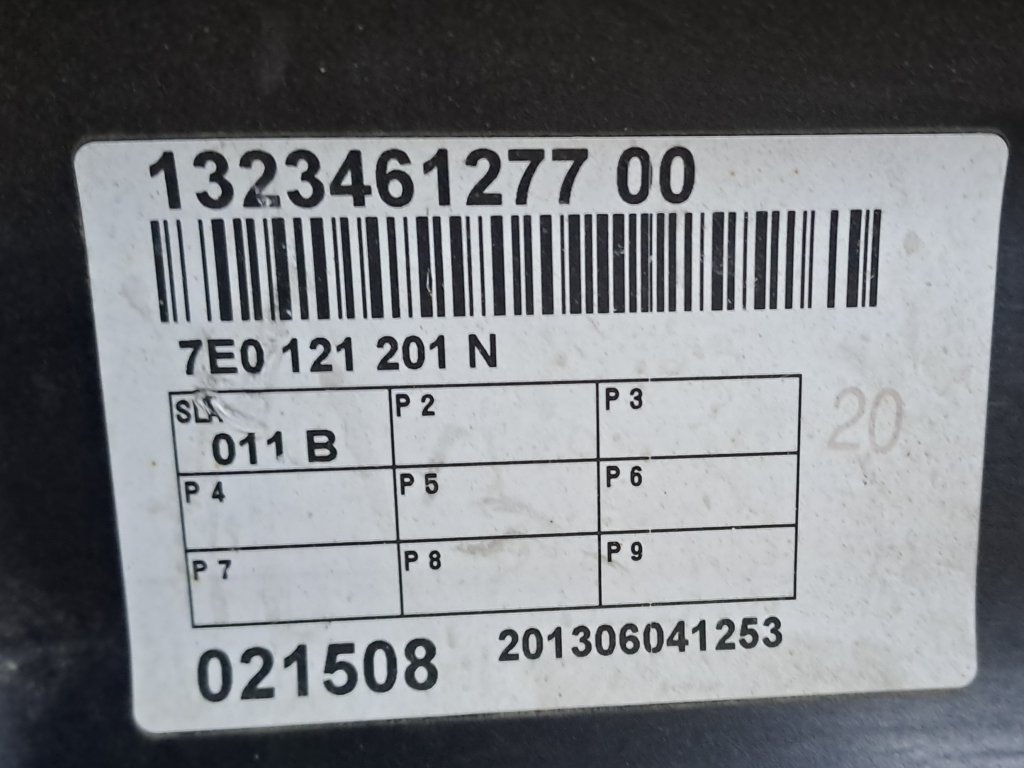 1323461277 00
7E0 121 201 N
SLA P 2 P 3
011 B
20
P 4 P 5 P 6
P 7 P 8 P 9
021508 201306041253